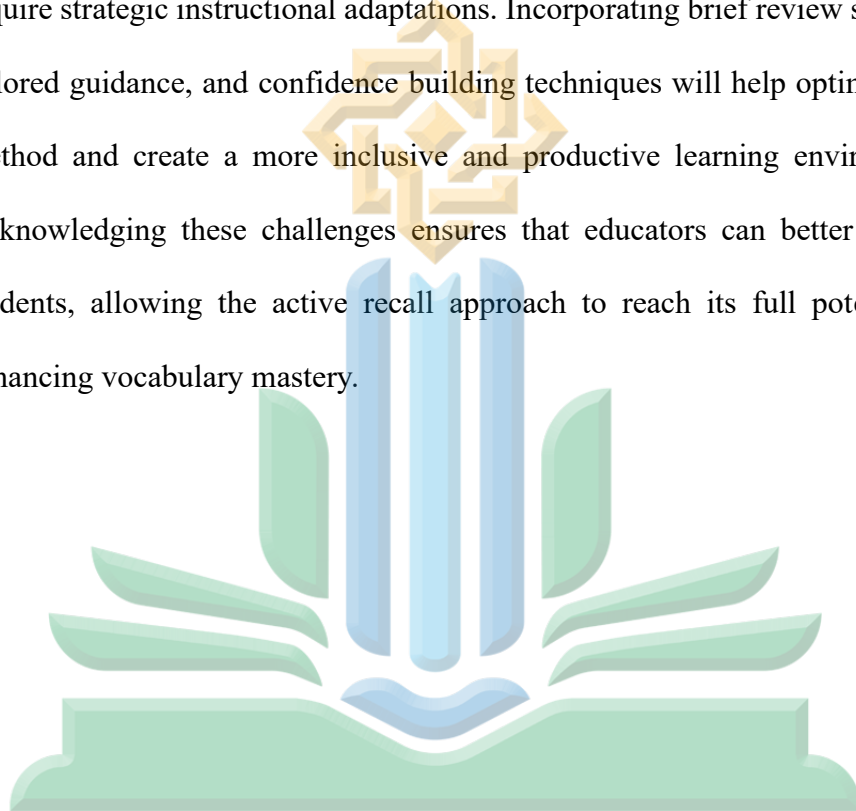 quire strategic instructional adaptations. Incorporating brief review s
lored guidance, and confidence building techniques will help optin
ethod and create a more inclusive and productive learning envir
knowledging these challenges ensures that educators can better
dents, allowing the active recall approach to reach its full pote
hancing vocabulary mastery.